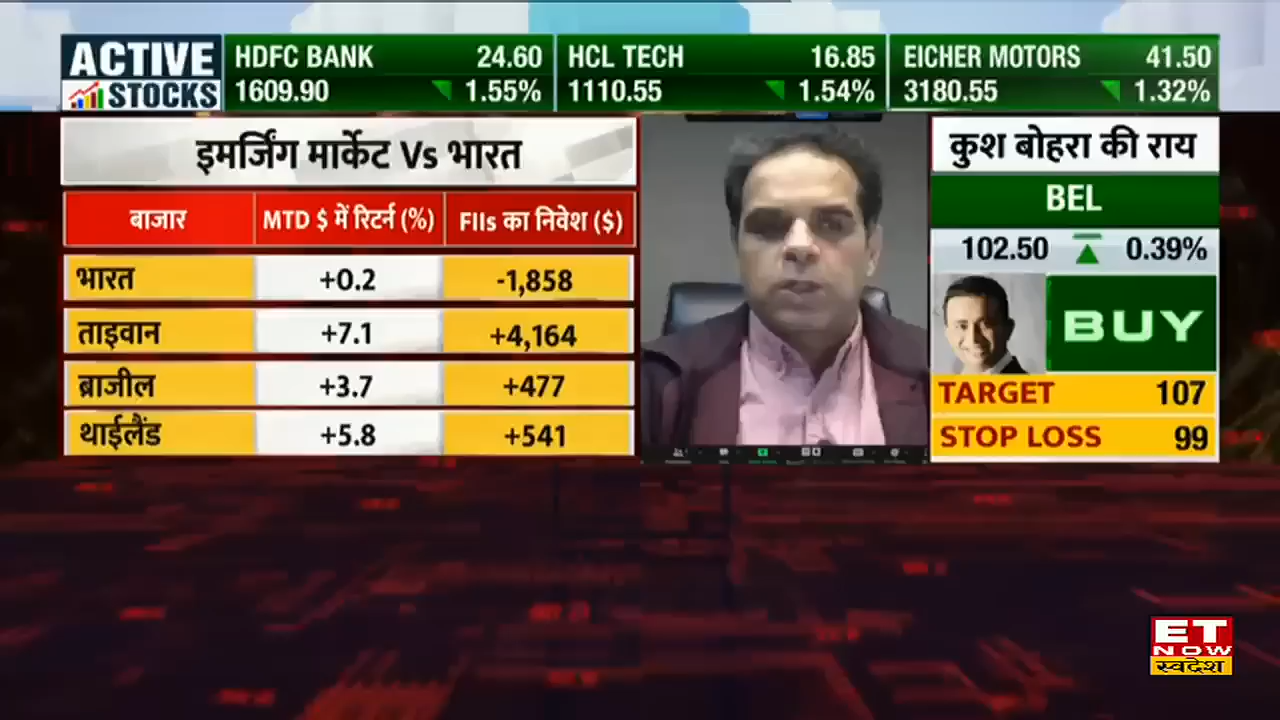 ACTIVE
STOCKS
HDFC BANK 24.60
1609.90 1.55%
HCL TECH 16.85
1110.55 1.54%
EICHER MOTORS 41.50
3180.55 1.32%
इमर्जिंग मार्केट Vs भारत
बाजार MTD $ में रिटर्न (%) FIIs का निवेश ($)
भारत +0.2 -1,858
ताइवान +7.1 +4,164
ब्राजील +3.7 +477
थाईलैंड +5.8 +541
कुश बोहरा की राय
BEL
102.50 0.39%
BUY
TARGET 107
STOP LOSS 99
ET
NOW
स्वदेश